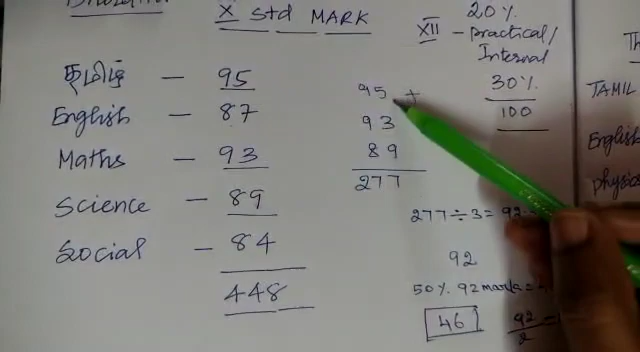 X Std MARK
தமிழ் — 95
English — 87
Maths — 93
Science — 89
Social — 84
448
95 +
93
89
277
277 ÷ 3 = 92.
92
50% 92 marks =
46
92
2
XII
20%
— practical/
Internal
30%
100
TAMIL
English
physics